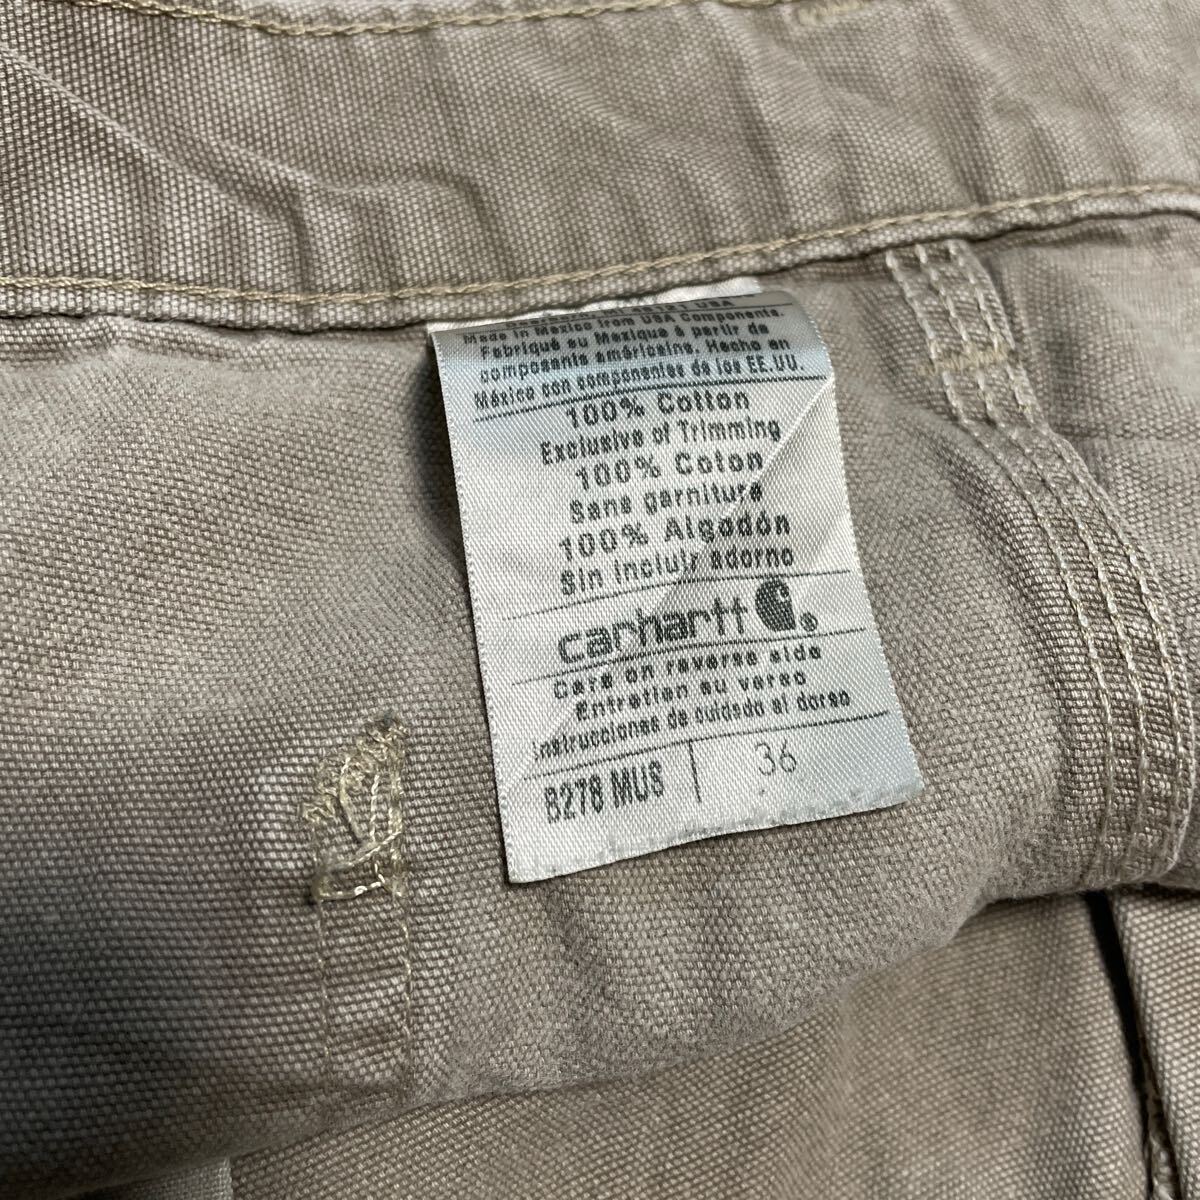 USA
Made in Mexico from USA Components.
Fabriqué au Mexique à partir de
composants américains. Hecho en
México con componentes de los EE.UU.
100% Cotton
Exclusive of Trimming
100% Coton
Sans garniture
100% Algodón
Sin incluir adorno
carhartt
Care on reverse side
Entretien au verso
Instrucciones de cuidado al dorso
B278 MUS | 36